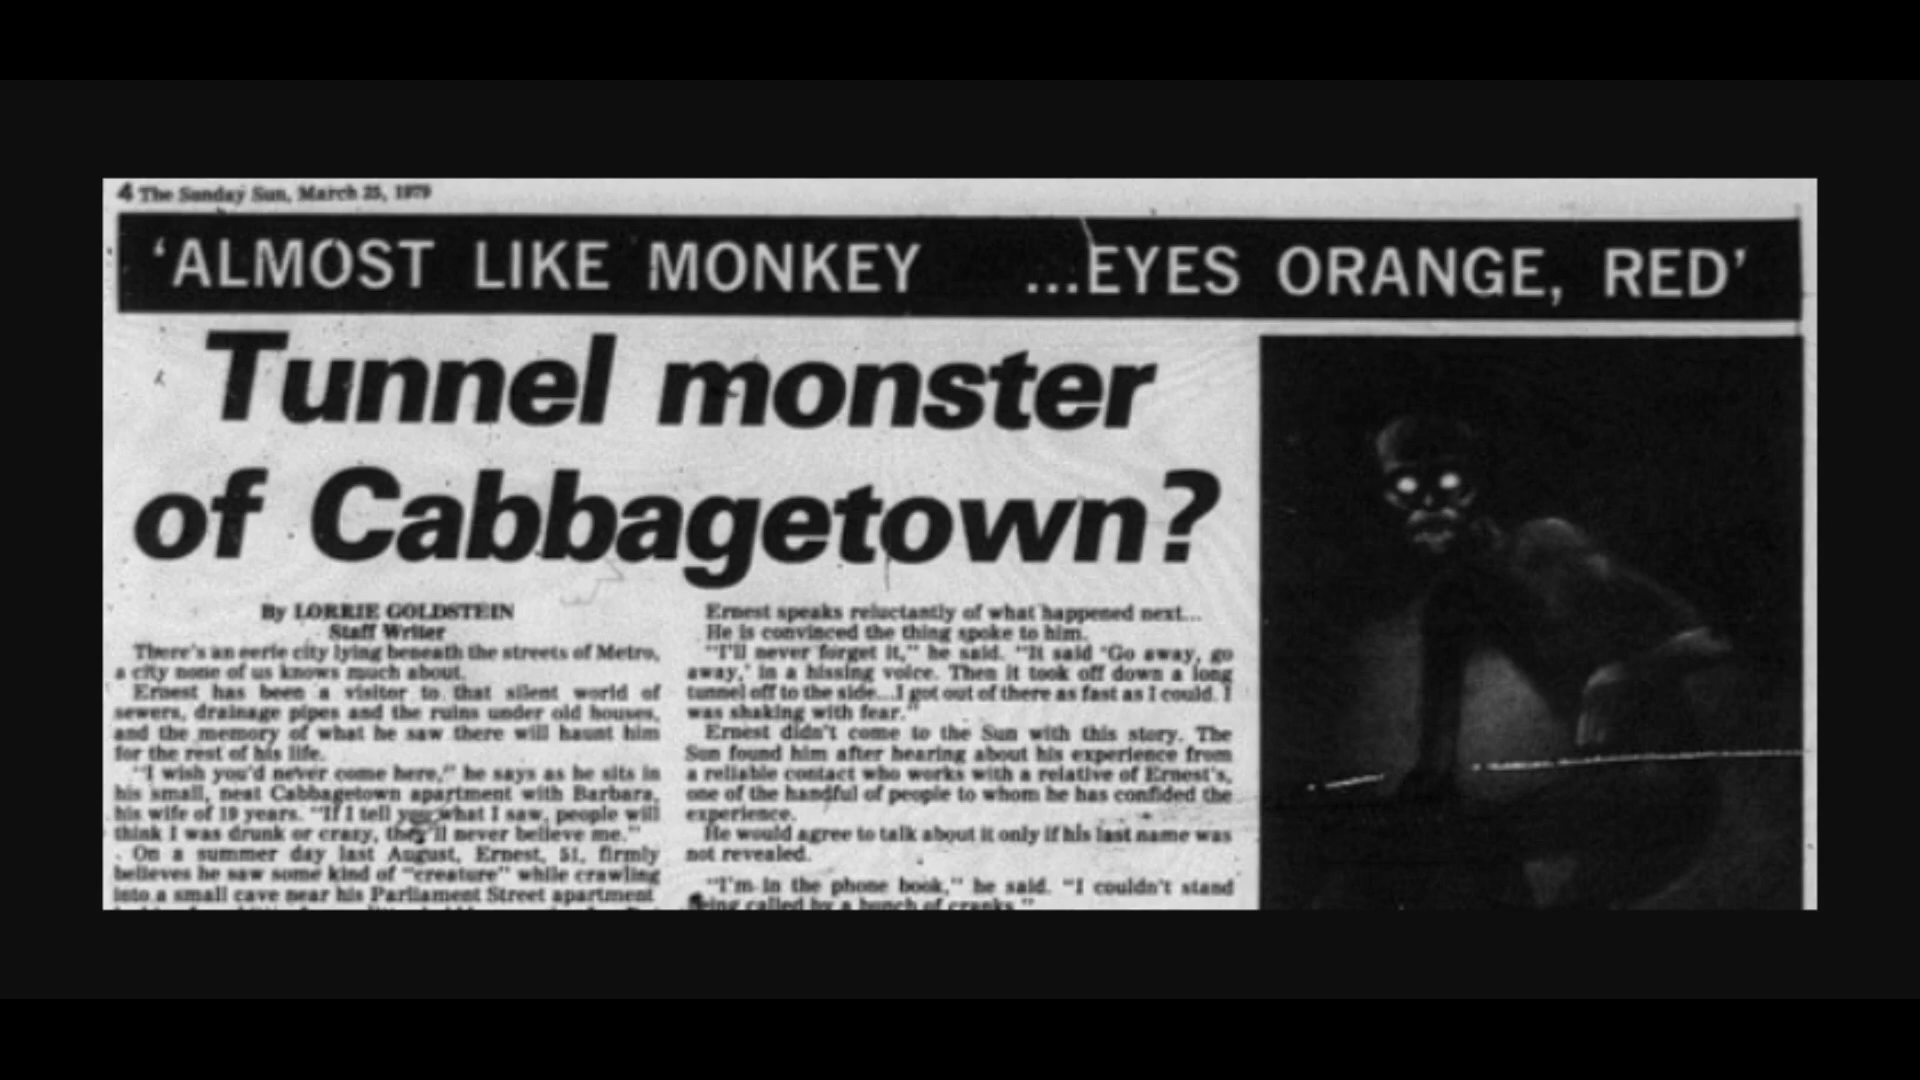 4 The Sunday Sun, March 25, 1979
'ALMOST LIKE MONKEY ...EYES ORANGE, RED'
Tunnel monster
of Cabbagetown?
By LORRIE GOLDSTEIN
Staff Writer
There's an eerie city lying beneath the streets of Metro,
a city none of us knows much about.
Ernest has been a visitor to that silent world of
sewers, drainage pipes and the ruins under old houses,
and the memory of what he saw there will haunt him
for the rest of his life.
"I wish you'd never come here," he says as he sits in
his small, neat Cabbagetown apartment with Barbara,
his wife of 19 years. "If I tell you what I saw, people will
think I was drunk or crazy, they'll never believe me."
On a summer day last August, Ernest, 51, firmly
believes he saw some kind of "creature" while crawling
into a small cave near his Parliament Street apartment
Ernest speaks reluctantly of what happened next...
He is convinced the thing spoke to him.
"I'll never forget it," he said. "It said 'Go away, go
away,' in a hissing voice. Then it took off down a long
tunnel off to the side...I got out of there as fast as I could. I
was shaking with fear."
Ernest didn't come to the Sun with this story. The
Sun found him after hearing about his experience from
a reliable contact who works with a relative of Ernest's,
one of the handful of people to whom he has confided the
experience.
He would agree to talk about it only if his last name was
not revealed.
"I'm in the phone book," he said. "I couldn't stand
being called by a bunch of cranks."